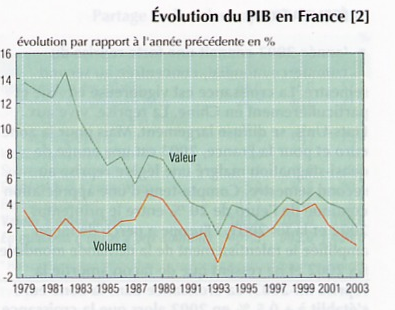 Évolution du PIB en France [2]
évolution par rapport à l'année précédente en %
16
14
12
10
8
6
4
2
0
-2
Valeur
Volume
1979 1981 1983 1985 1987 1989 1991 1993 1995 1997 1999 2001 2003